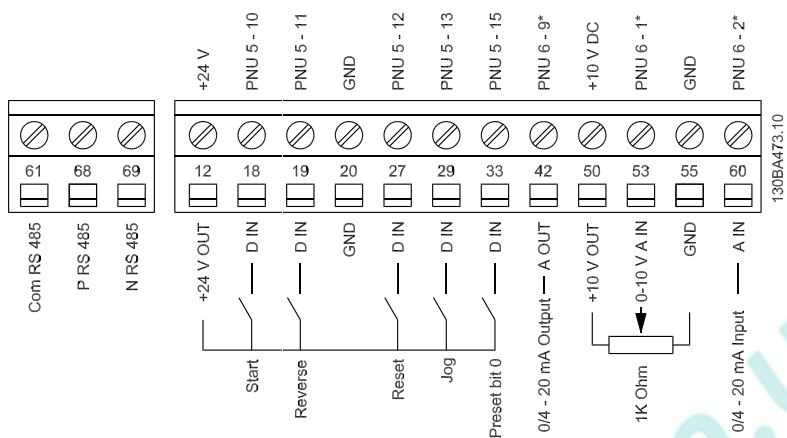 +24 V
PNU 5 - 10
PNU 5 - 11
GND
PNU 5 - 12
PNU 5 - 13
PNU 5 - 15
PNU 6 - 9*
+10 V DC
PNU 6 - 1*
GND
PNU 6 - 2*
61 68 69
12 18 19 20 27 29 33 42 50 53 55 60
130BA473.10
Com RS 485
P RS 485
N RS 485
+24 V OUT
D IN
D IN
GND
D IN
D IN
D IN
0/4 - 20 mA Output — A OUT
+10 V OUT
0-10 V A IN
GND
0/4 - 20 mA Input — A IN
Start
Reverse
Reset
Jog
Preset bit 0
1K Ohm